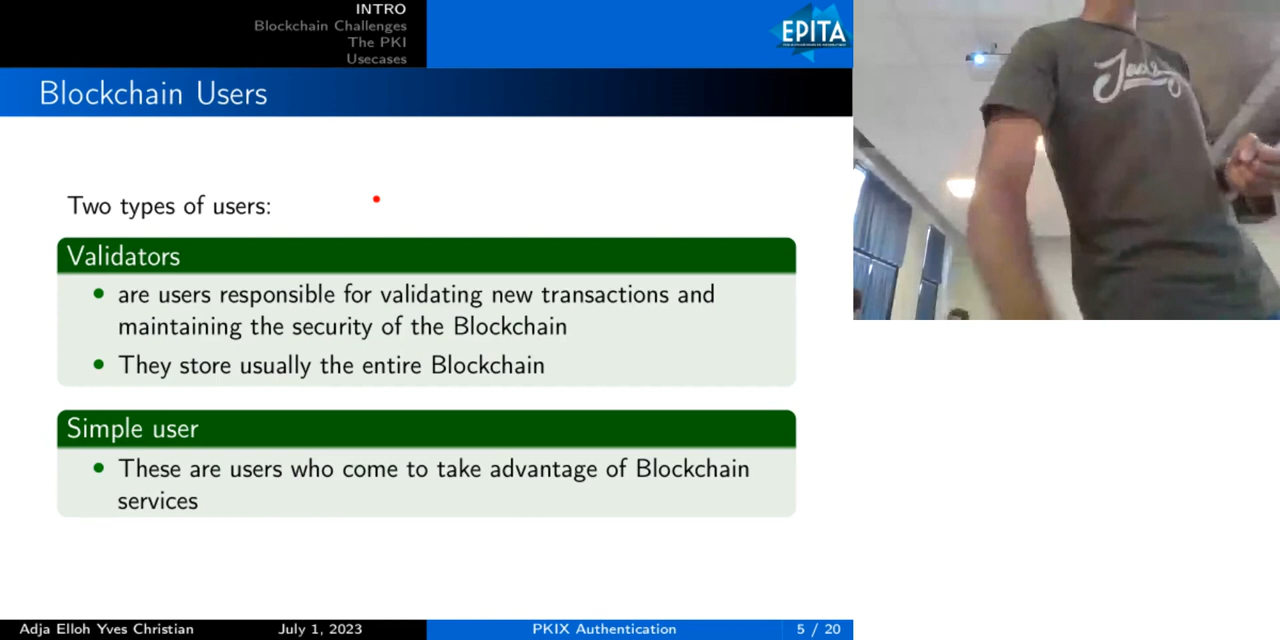 INTRO
Blockchain Challenges
The PKI
Usecases
EPITA
Blockchain Users
Two types of users:
Validators
are users responsible for validating new transactions and
maintaining the security of the Blockchain
They store usually the entire Blockchain
Simple user
These are users who come to take advantage of Blockchain
services
Adja Elloh Yves Christian July 1, 2023 PKIX Authentication 5 / 20